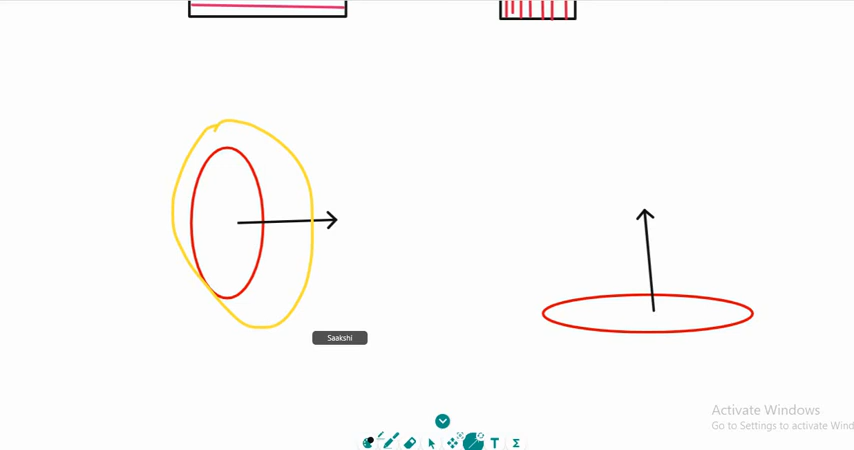 Saakshi
Activate Windows
Go to Settings to activate Wind
T
Σ